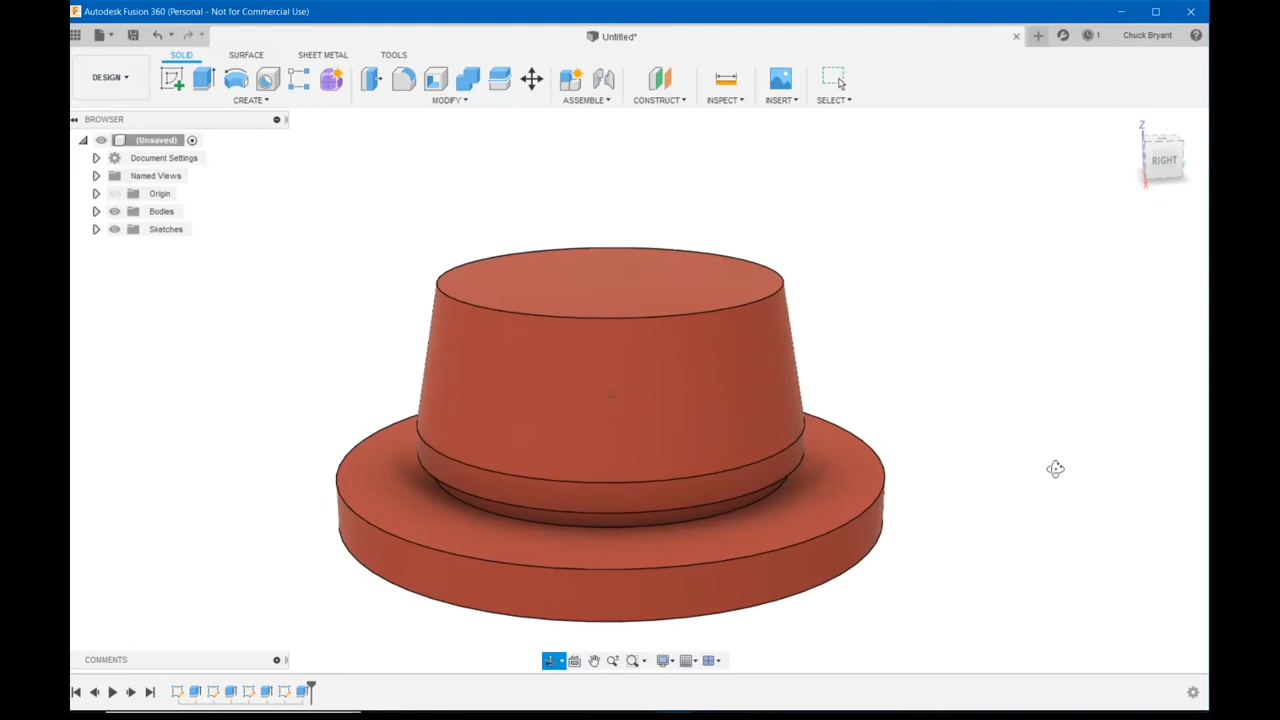 Autodesk Fusion 360 (Personal - Not for Commercial Use)
Untitled*
1
Chuck Bryant
DESIGN
SOLID
SURFACE
SHEET METAL
TOOLS
CREATE
MODIFY
ASSEMBLE
CONSTRUCT
INSPECT
INSERT
SELECT
BROWSER
(Unsaved)
Document Settings
Named Views
Origin
Bodies
Sketches
Z
RIGHT
X
COMMENTS